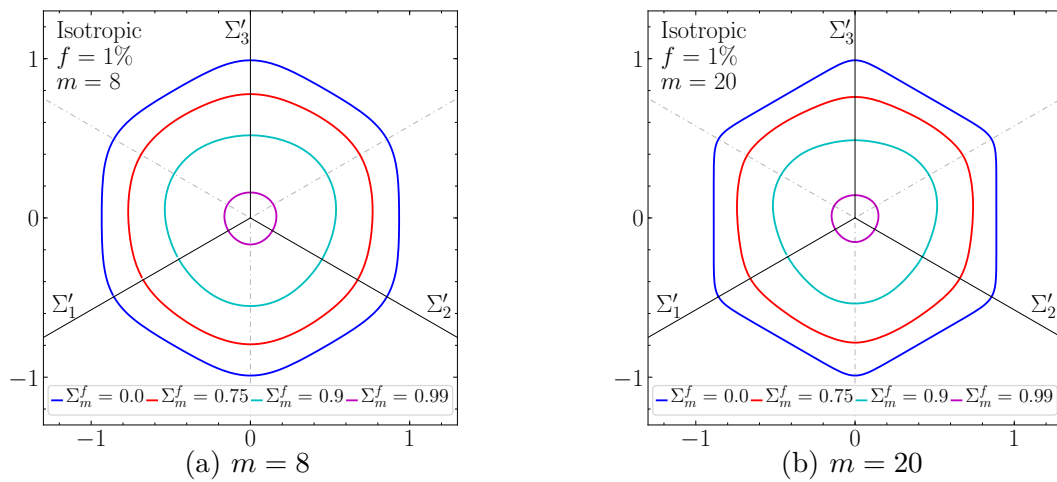 Isotropic
f = 1%
m = 8
Σ′₃
Σ′₁
Σ′₂
1
0
−1
−1 0 1
Σᶠₘ = 0.0 Σᶠₘ = 0.75 Σᶠₘ = 0.9 Σᶠₘ = 0.99
(a) m = 8
Isotropic
f = 1%
m = 20
Σ′₃
Σ′₁
Σ′₂
1
0
−1
−1 0 1
Σᶠₘ = 0.0 Σᶠₘ = 0.75 Σᶠₘ = 0.9 Σᶠₘ = 0.99
(b) m = 20